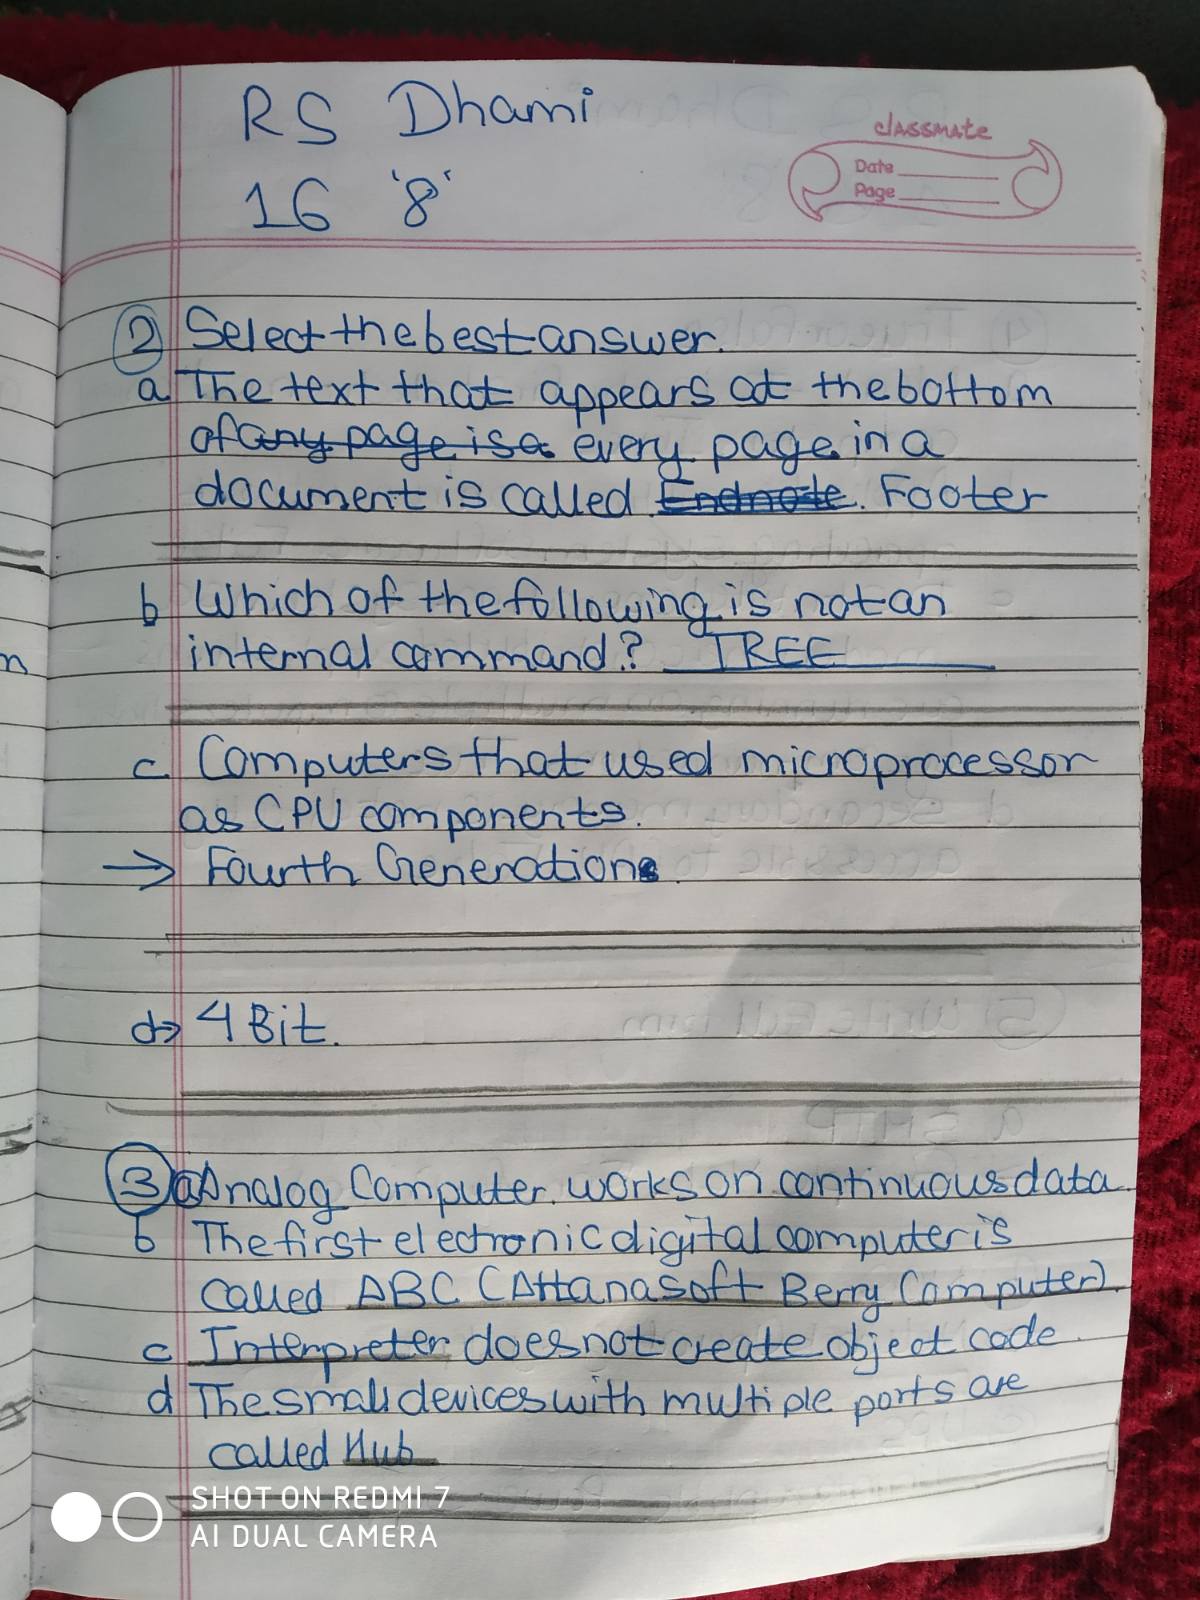 RS Dhami
16 '8'
classmate
Date
Page
2 Select the best answer.
a The text that appears at the bottom
of any page is a every page in a
document is called Endnote. Footer
b Which of the following is not an
internal command? TREE
n
c Computers that used microprocessor
as CPU components.
→ Fourth Generation
d→ 4 Bit.
3 a Analog Computer works on continuous data.
b The first electronic digital computer is
called ABC (Attanasoft Berry Computer)
c Interpreter does not create object code.
d The small devices with multiple ports are
called Hub
SHOT ON REDMI 7
AI DUAL CAMERA